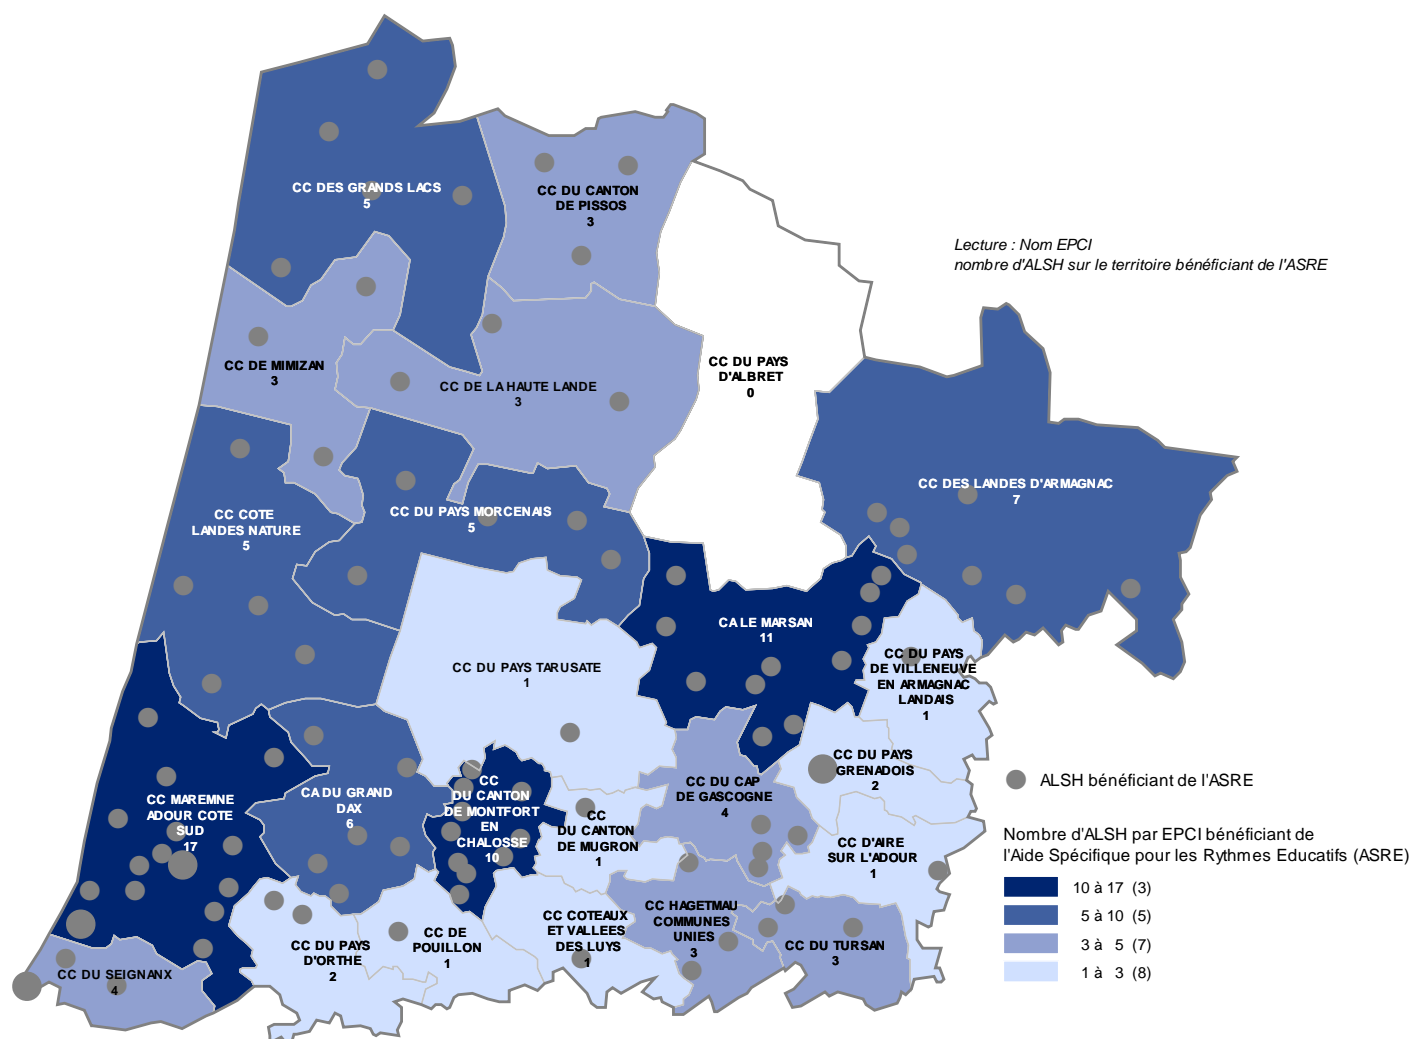 CC DES GRANDS LACS
5
CC DU CANTON
DE PISSOS
3
Lecture : Nom EPCI
nombre d'ALSH sur le territoire bénéficiant de l'ASRE
CC DE MIMIZAN
3
CC DE LA HAUTE LANDE
3
CC DU PAYS
D'ALBRET
0
CC DES LANDES D'ARMAGNAC
7
CC COTE
LANDES NATURE
5
CC DU PAYS MORCENAIS
5
CA LE MARSAN
11
CC DU PAYS TARUSATE
1
CC DU PAYS
DE VILLENEUVE
EN ARMAGNAC
LANDAIS
1
CC MAREMNE
ADOUR COTE
SUD
17
CA DU GRAND
DAX
6
CC
DU CANTON
DE MONTFORT
EN
CHALOSSE
10
CC
DU CANTON
DE MUGRON
1
CC DU CAP
DE GASCOGNE
4
CC DU PAYS
GRENADOIS
2
CC D'AIRE
SUR L'ADOUR
1
CC DU SEIGNANX
4
CC DU PAYS
D'ORTHE
2
CC DE
POUILLON
1
CC COTEAUX
ET VALLEES
DES LUYS
1
CC HAGETMAU
COMMUNES
UNIES
3
CC DU TURSAN
3
ALSH bénéficiant de l'ASRE
Nombre d'ALSH par EPCI bénéficiant de
l'Aide Spécifique pour les Rythmes Educatifs (ASRE)
10 à 17 (3)
5 à 10 (5)
3 à 5 (7)
1 à 3 (8)